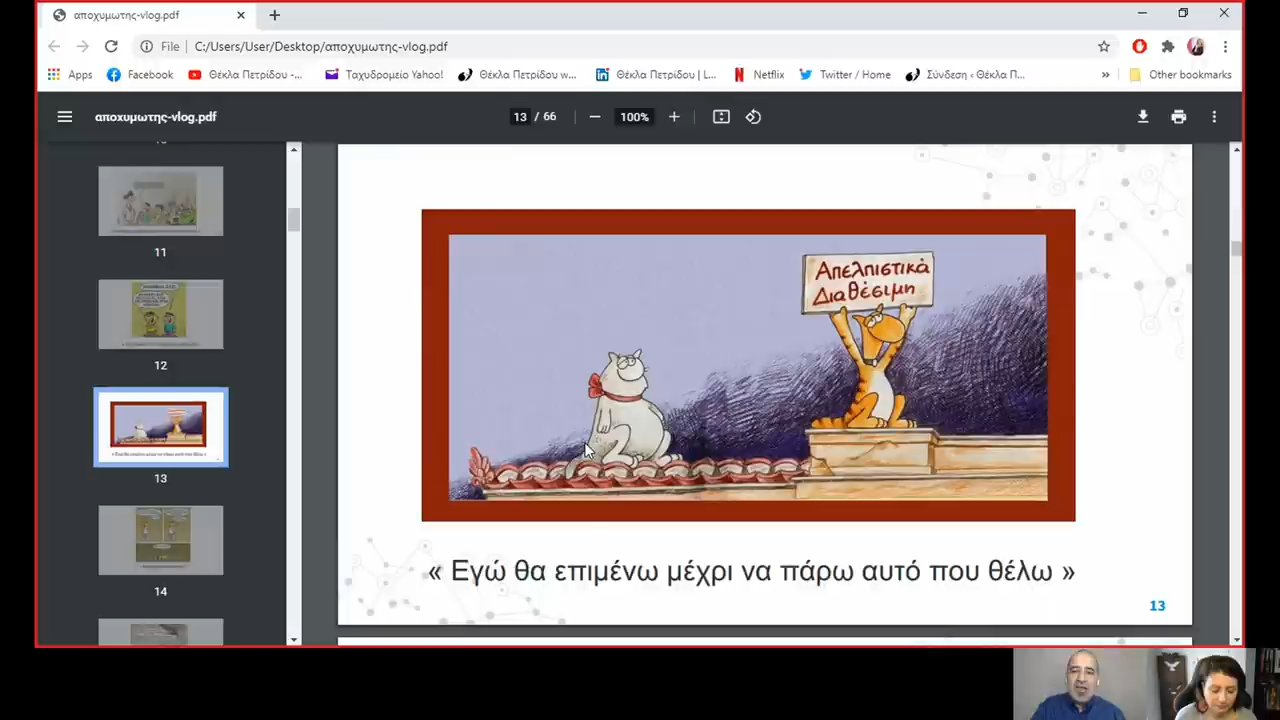 αποχυμωτης-vlog.pdf
File C:/Users/User/Desktop/αποχυμωτης-vlog.pdf
Apps Facebook Θέκλα Πετρίδου -... Ταχυδρομείο Yahoo! Θέκλα Πετρίδου w... Θέκλα Πετρίδου | L... Netflix Twitter / Home Σύνδεση ‹ Θέκλα Π... » Other bookmarks
αποχυμωτης-vlog.pdf 13 / 66 100%
11
12
13
14
Απελπιστικά
Διαθέσιμη
« Εγώ θα επιμένω μέχρι να πάρω αυτό που θέλω »
13